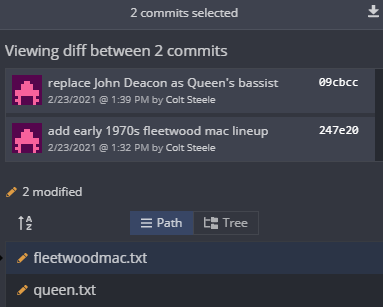 2 commits selected
Viewing diff between 2 commits
replace John Deacon as Queen's bassist 09cbcc
2/23/2021 @ 1:39 PM by Colt Steele
add early 1970s fleetwood mac lineup 247e20
2/23/2021 @ 1:32 PM by Colt Steele
2 modified
A Z Path Tree
fleetwoodmac.txt
queen.txt